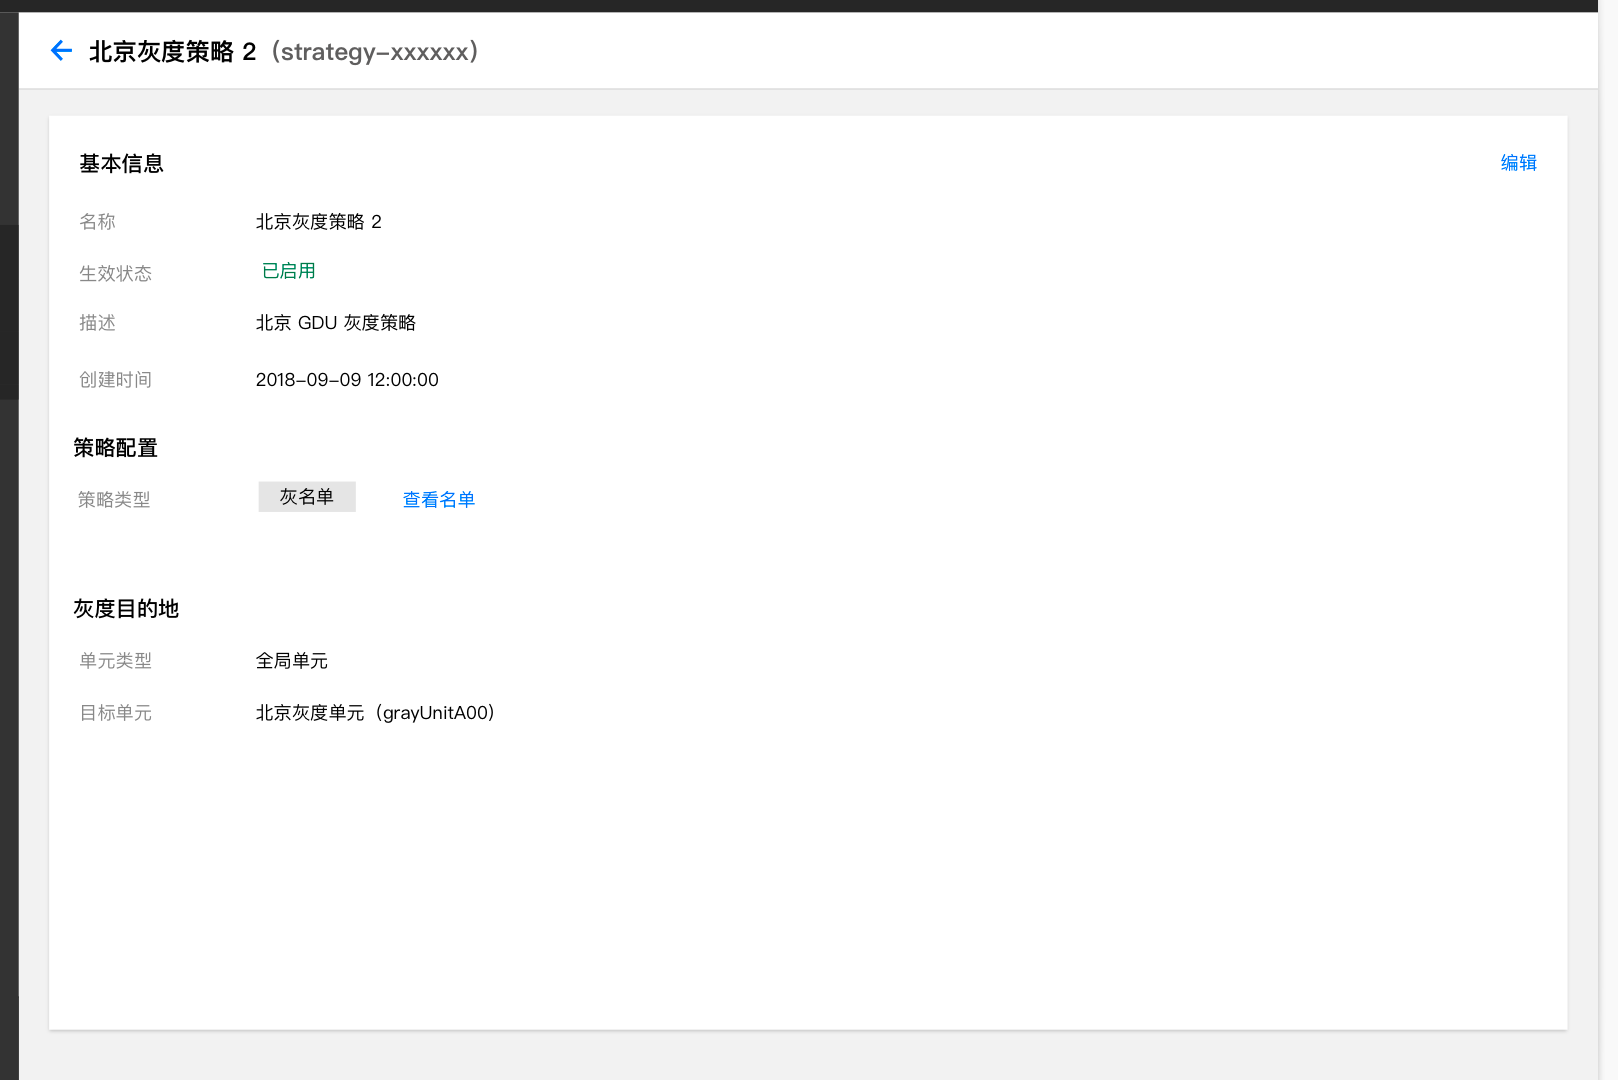 北京灰度策略 2（strategy-xxxxxx）
基本信息 编辑
名称 北京灰度策略 2
生效状态 已启用
描述 北京 GDU 灰度策略
创建时间 2018-09-09 12:00:00
策略配置
策略类型 灰名单 查看名单
灰度目的地
单元类型 全局单元
目标单元 北京灰度单元（grayUnitA00）